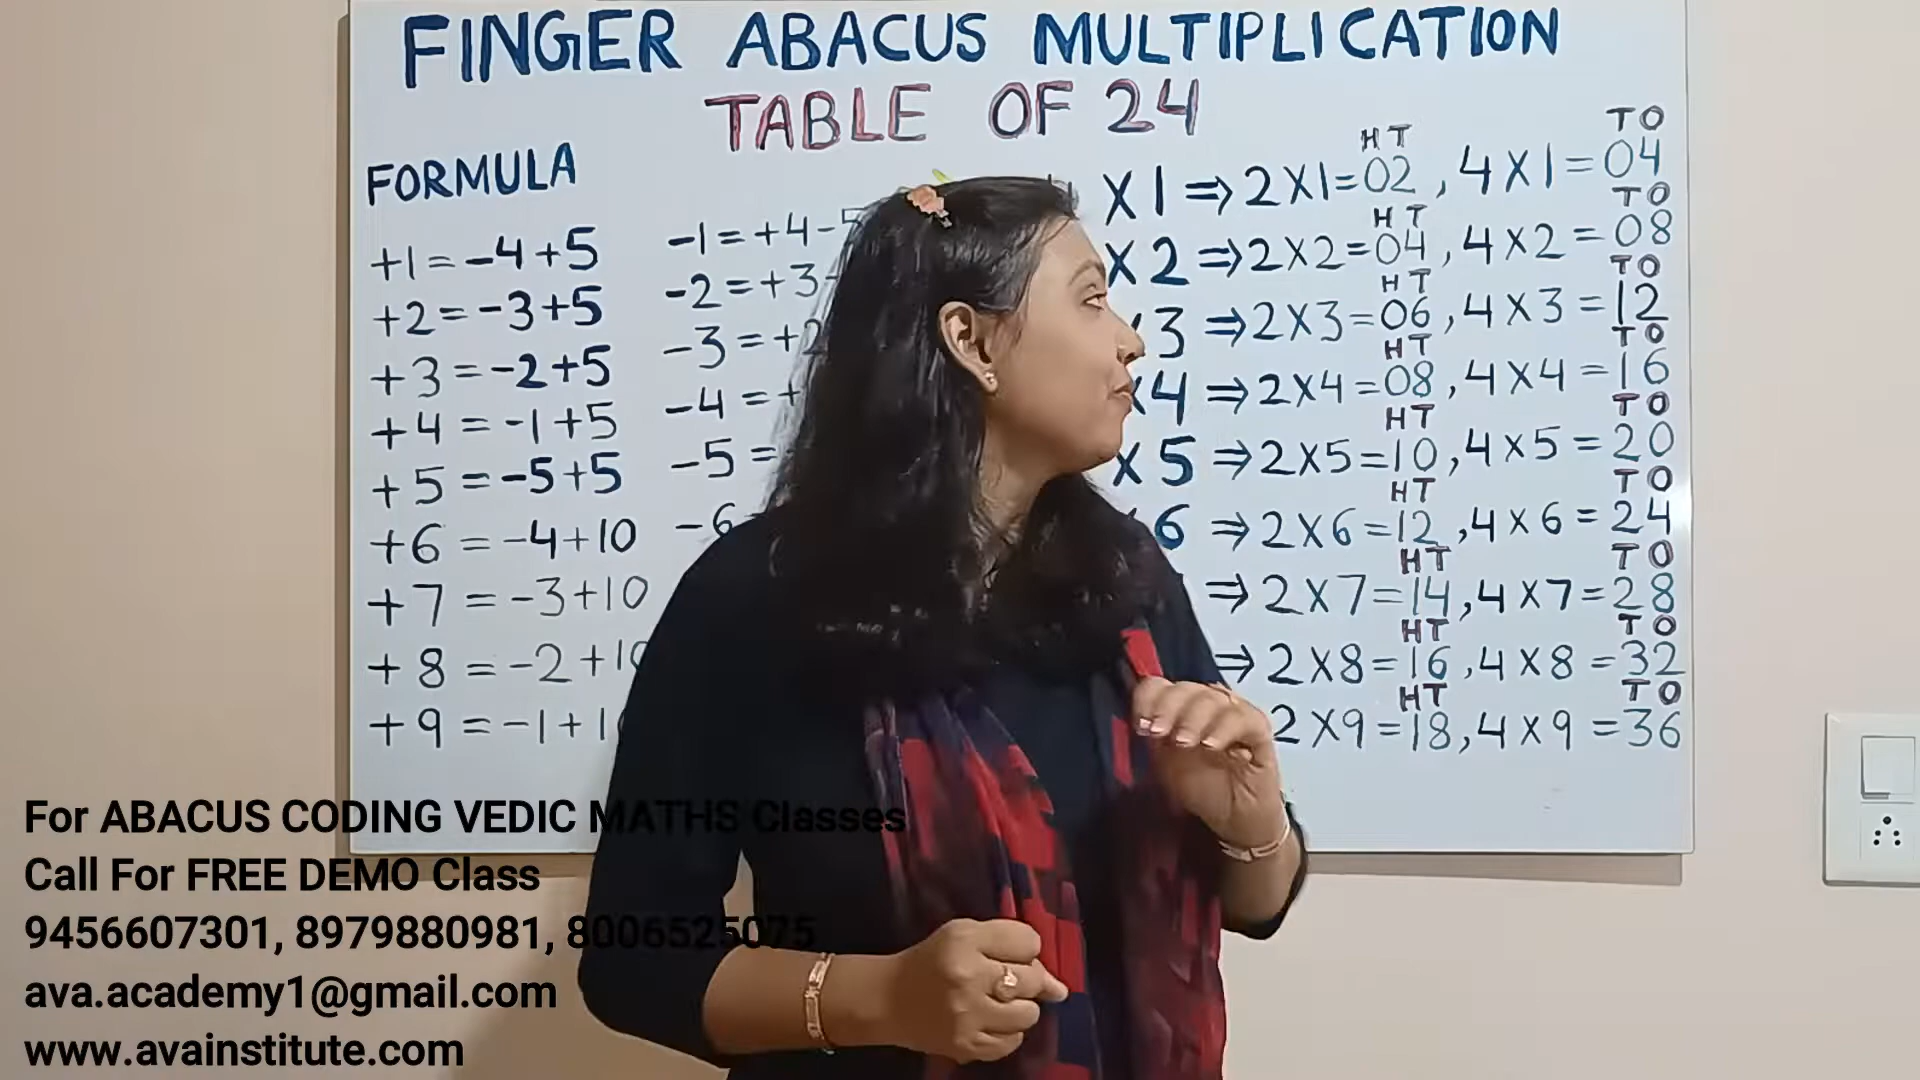 FINGER ABACUS MULTIPLICATION
TABLE OF 24
FORMULA
+1=-4+5
+2=-3+5
+3=-2+5
+4=-1+5
+5=-5+5
+6=-4+10
+7=-3+10
+8=-2+10
+9=-1+1
-1=+4-5
-2=+3
-3=+2
-4=+
-5=
-6
HT TO
X1⇒2X1=02,4X1=04
HT TO
X2⇒2X2=04,4X2=08
HT TO
3⇒2X3=06,4X3=12
HT TO
X4⇒2X4=08,4X4=16
HT TO
X5⇒2X5=10,4X5=20
HT TO
6⇒2X6=12,4X6=24
HT TO
⇒2X7=14,4X7=28
HT TO
⇒2X8=16,4X8=32
HT TO
2X9=18,4X9=36
For ABACUS CODING VEDIC MATHS Classes
Call For FREE DEMO Class
9456607301, 8979880981, 8006525075
ava.academy1@gmail.com
www.avainstitute.com